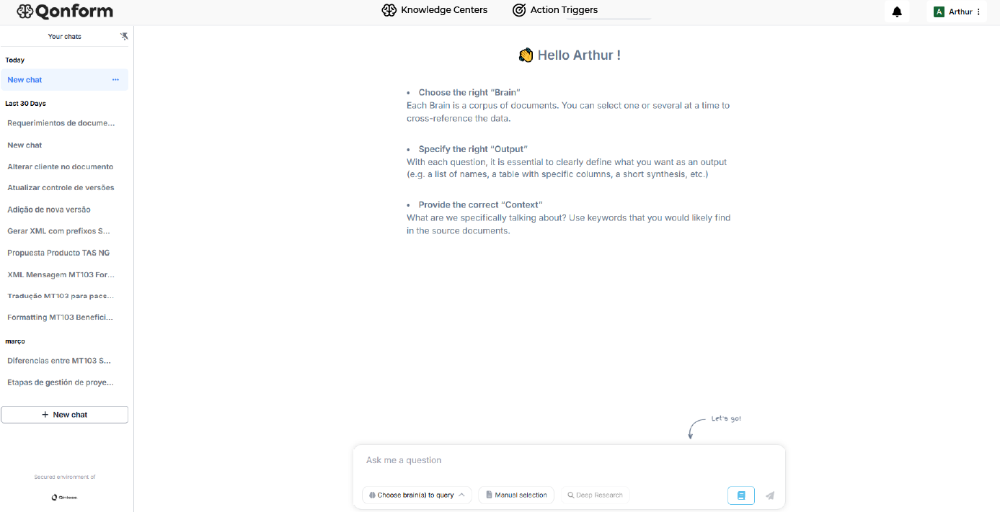 Qonform
Knowledge Centers
Action Triggers
A Arthur
Your chats
Today
New chat
Last 30 Days
Requerimientos de docume...
New chat
Alterar cliente no documento
Atualizar controle de versões
Adição de nova versão
Gerar XML com prefixos S...
Propuesta Producto TAS NG
XML Mensagem MT103 For...
Tradução MT103 para pacs...
Formatting MT103 Benefici...
março
Diferencias entre MT103 S...
Etapas de gestión de proye...
+ New chat
Secured environment of
Qinless
👋 Hello Arthur !
• Choose the right “Brain”
Each Brain is a corpus of documents. You can select one or several at a time to
cross-reference the data.
• Specify the right “Output”
With each question, it is essential to clearly define what you want as an output
(e.g. a list of names, a table with specific columns, a short synthesis, etc.)
• Provide the correct “Context”
What are we specifically talking about? Use keywords that you would likely find
in the source documents.
Let's go!
Ask me a question
Choose brain(s) to query
Manual selection
Deep Research